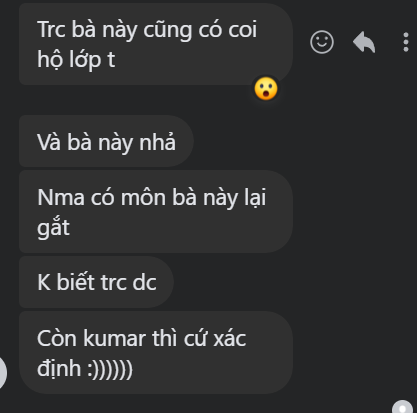 Trc bà này cũng có coi
hộ lớp t
Và bà này nhả
Nma có môn bà này lại
gắt
K biết trc dc
Còn kumar thì cứ xác
định :))))))